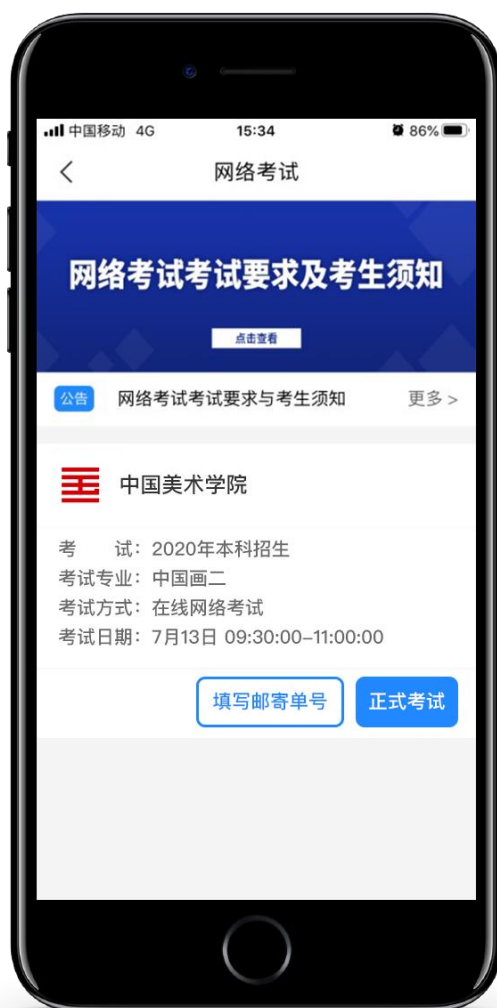 中国移动 4G 15:34 86%
网络考试
网络考试考试要求及考生须知
点击查看
公告 网络考试考试要求与考生须知 更多 >
中国美术学院
考 试：2020年本科招生
考试专业：中国画二
考试方式：在线网络考试
考试日期：7月13日 09:30:00–11:00:00
填写邮寄单号 正式考试